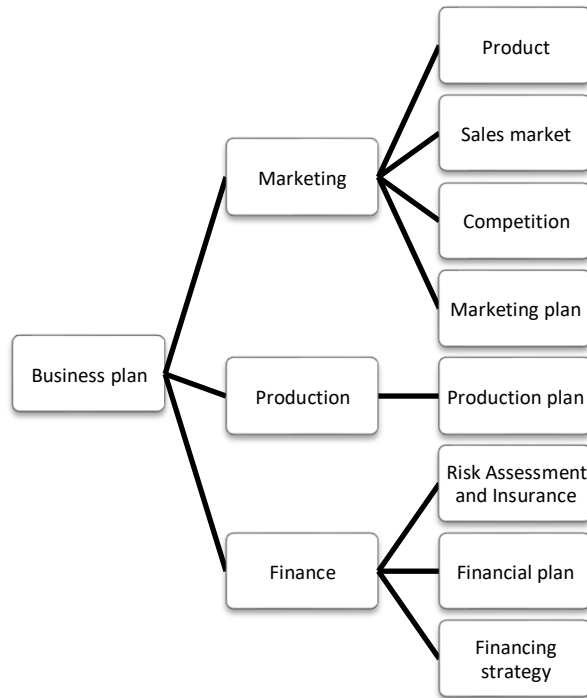 Business plan
Marketing
Product
Sales market
Competition
Marketing plan
Production
Production plan
Finance
Risk Assessment
and Insurance
Financial plan
Financing
strategy